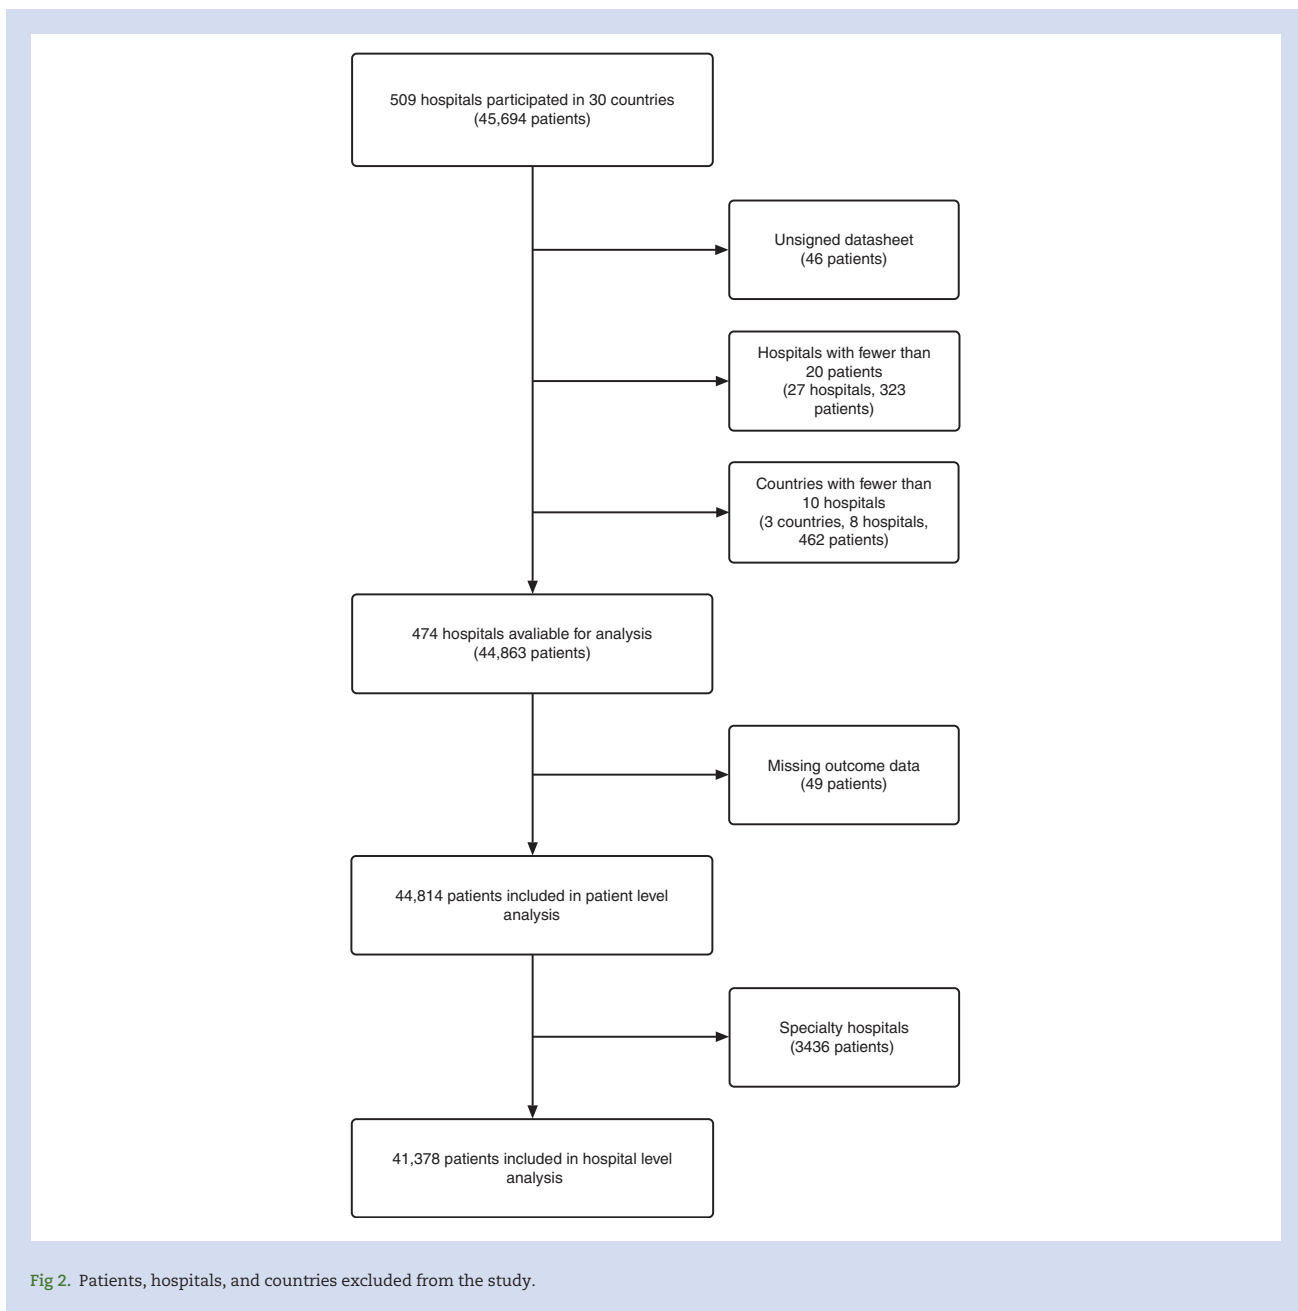 509 hospitals participated in 30 countries
(45,694 patients)
Unsigned datasheet
(46 patients)
Hospitals with fewer than
20 patients
(27 hospitals, 323
patients)
Countries with fewer than
10 hospitals
(3 countries, 8 hospitals,
462 patients)
474 hospitals avaliable for analysis
(44,863 patients)
Missing outcome data
(49 patients)
44,814 patients included in patient level
analysis
Specialty hospitals
(3436 patients)
41,378 patients included in hospital level
analysis
Fig 2. Patients, hospitals, and countries excluded from the study.